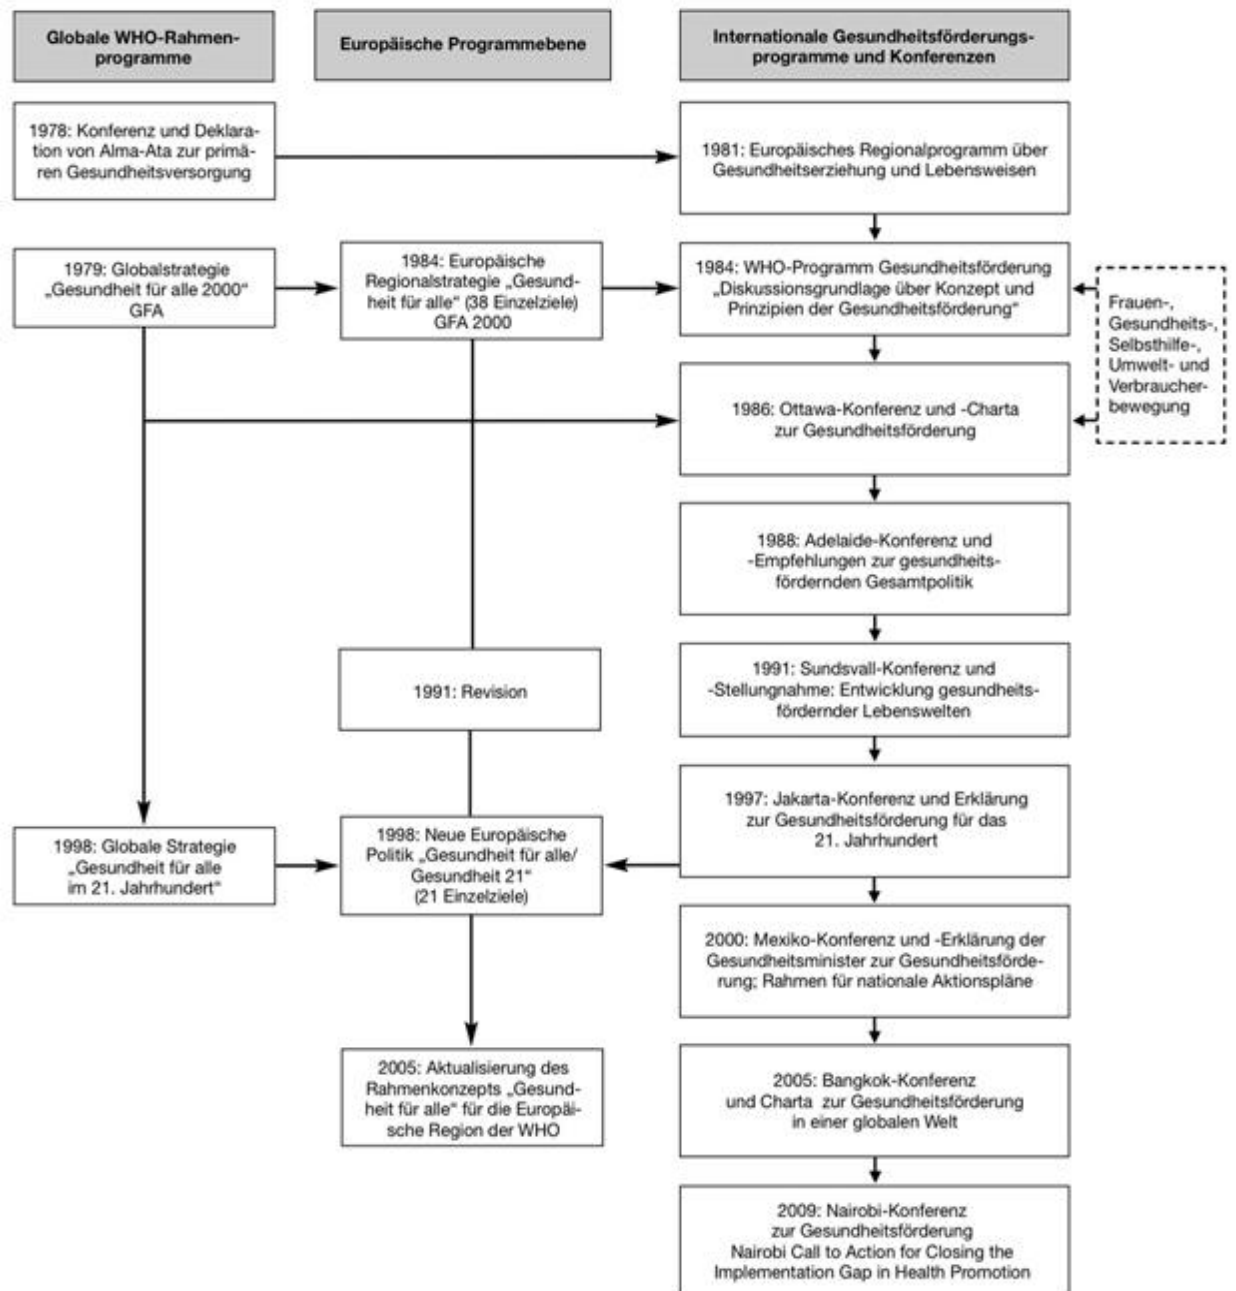 Globale WHO-Rahmen-
programme
Europäische Programmebene
Internationale Gesundheitsförderungs-
programme und Konferenzen
1978: Konferenz und Deklara-
tion von Alma-Ata zur primä-
ren Gesundheitsversorgung
1981: Europäisches Regionalprogramm über
Gesundheitserziehung und Lebensweisen
1979: Globalstrategie
„Gesundheit für alle 2000“
GFA
1984: Europäische
Regionalstrategie „Gesund-
heit für alle“ (38 Einzelziele)
GFA 2000
1984: WHO-Programm Gesundheitsförderung
„Diskussionsgrundlage über Konzept und
Prinzipien der Gesundheitsförderung“
Frauen-,
Gesundheits-,
Selbsthilfe-,
Umwelt- und
Verbraucher-
bewegung
1986: Ottawa-Konferenz und -Charta
zur Gesundheitsförderung
1988: Adelaide-Konferenz und
-Empfehlungen zur gesundheits-
fördernden Gesamtpolitik
1991: Revision
1991: Sundsvall-Konferenz und
-Stellungnahme: Entwicklung gesundheits-
fördernder Lebenswelten
1997: Jakarta-Konferenz und Erklärung
zur Gesundheitsförderung für das
21. Jahrhundert
1998: Globale Strategie
„Gesundheit für alle
im 21. Jahrhundert“
1998: Neue Europäische
Politik „Gesundheit für alle/
Gesundheit 21“
(21 Einzelziele)
2000: Mexiko-Konferenz und -Erklärung der
Gesundheitsminister zur Gesundheitsförde-
rung; Rahmen für nationale Aktionspläne
2005: Aktualisierung des
Rahmenkonzepts „Gesund-
heit für alle“ für die Europäi-
sche Region der WHO
2005: Bangkok-Konferenz
und Charta zur Gesundheitsförderung
in einer globalen Welt
2009: Nairobi-Konferenz
zur Gesundheitsförderung
Nairobi Call to Action for Closing the
Implementation Gap in Health Promotion